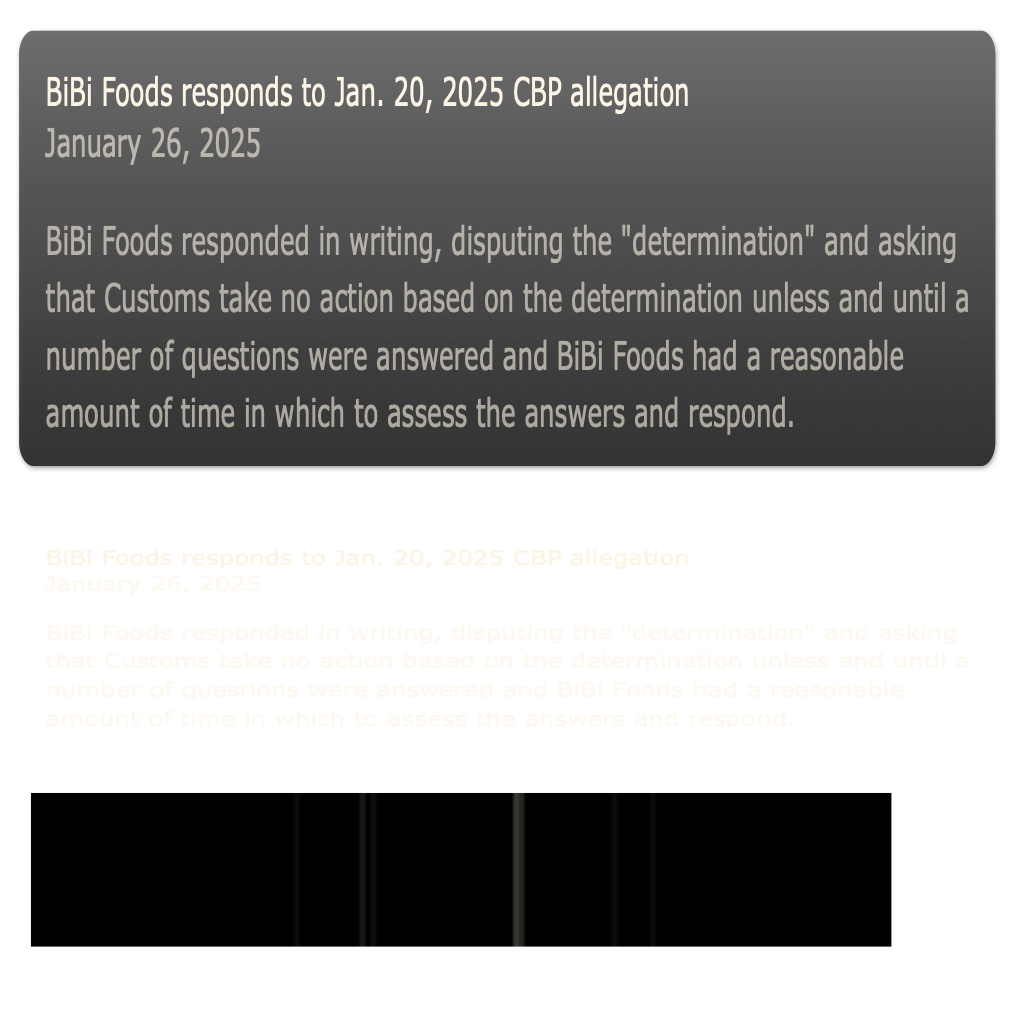 BiBi Foods responds to Jan. 20, 2025 CBP allegation
January 26, 2025
BiBi Foods responded in writing, disputing the "determination" and asking
that Customs take no action based on the determination unless and until a
number of questions were answered and BiBi Foods had a reasonable
amount of time in which to assess the answers and respond.
BiBi Foods responds to Jan. 20, 2025 CBP allegation
January 26, 2025
BiBi Foods responded in writing, disputing the "determination" and asking
that Customs take no action based on the determination unless and until a
number of questions were answered and BiBi Foods had a reasonable
amount of time in which to assess the answers and respond.